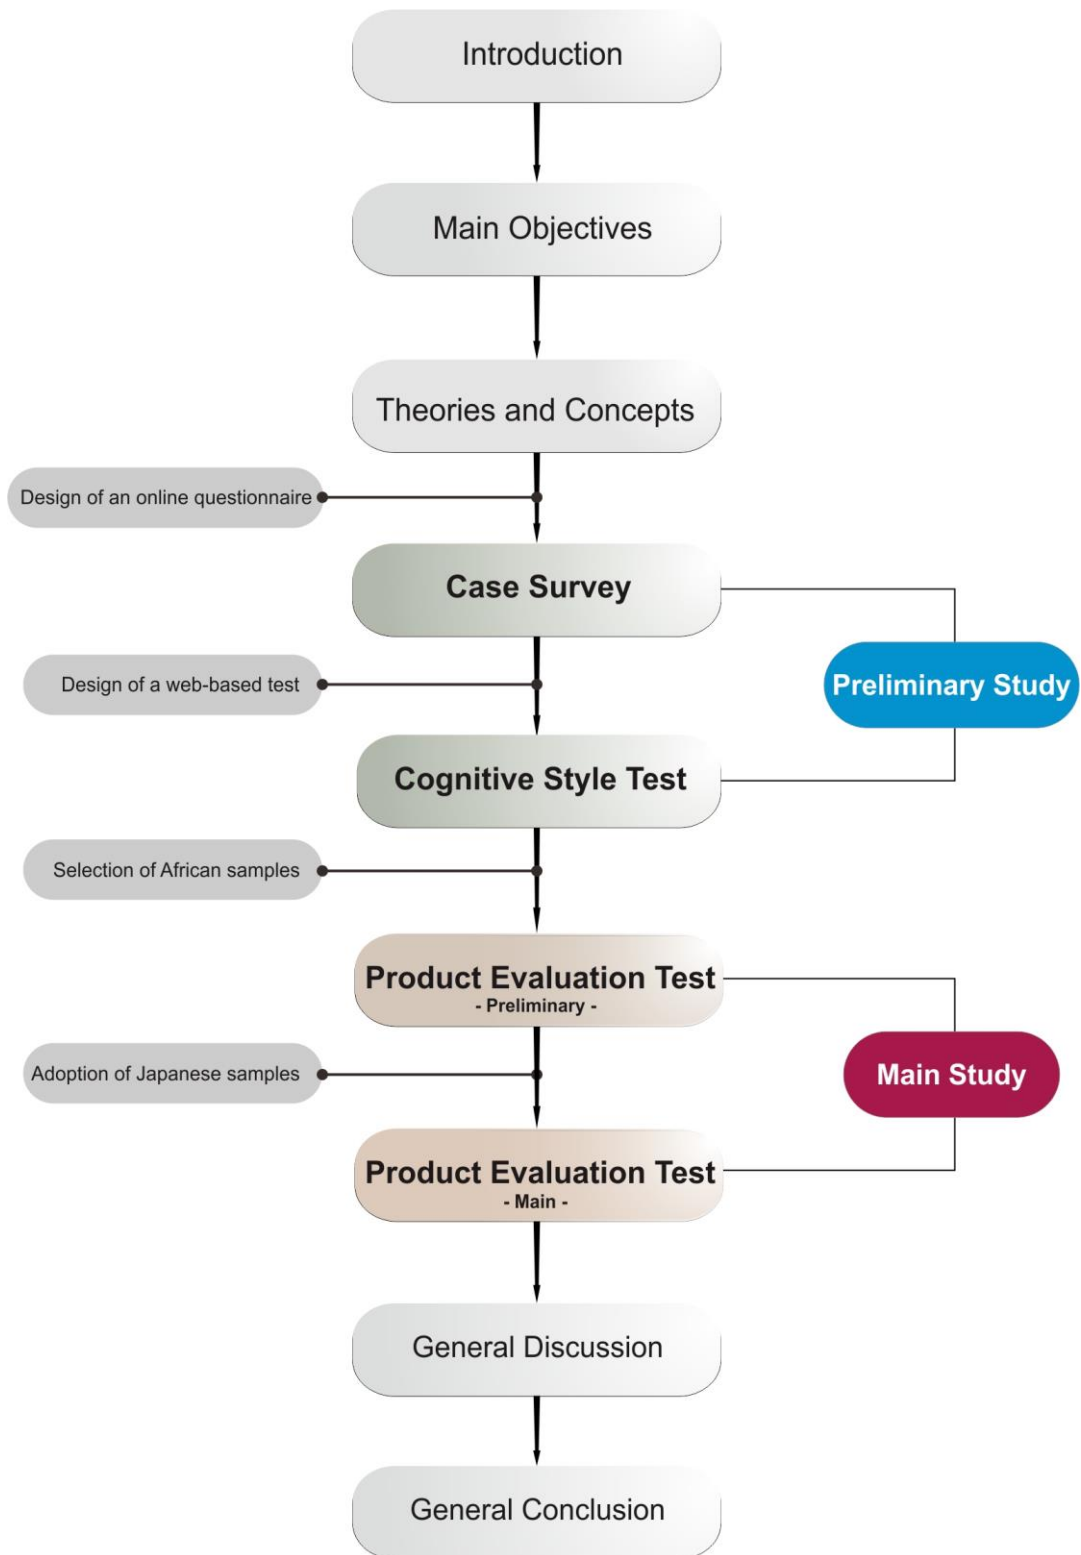 Introduction
Main Objectives
Theories and Concepts
Design of an online questionnaire
Case Survey
Design of a web-based test
Preliminary Study
Cognitive Style Test
Selection of African samples
Product Evaluation Test
- Preliminary -
Adoption of Japanese samples
Main Study
Product Evaluation Test
- Main -
General Discussion
General Conclusion